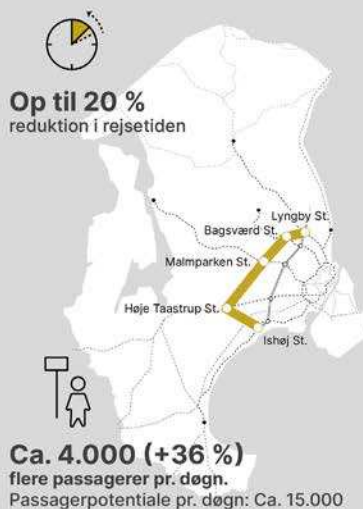 Op til 20 %
reduktion i rejsetiden
Lyngby St.
Bagsværd St.
Malmparken St.
Høje Taastrup St.
Ishøj St.
Ca. 4.000 (+36 %)
flere passagerer pr. døgn.
Passagerpotentiale pr. døgn: Ca. 15.000